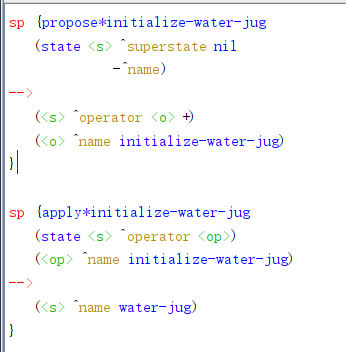 sp {propose*initialize-water-jug
(state <s> ^superstate nil
-^name)
-->
(<s> ^operator <o> +)
(<o> ^name initialize-water-jug)
}
sp {apply*initialize-water-jug
(state <s> ^operator <op>)
(<op> ^name initialize-water-jug)
-->
(<s> ^name water-jug)
}